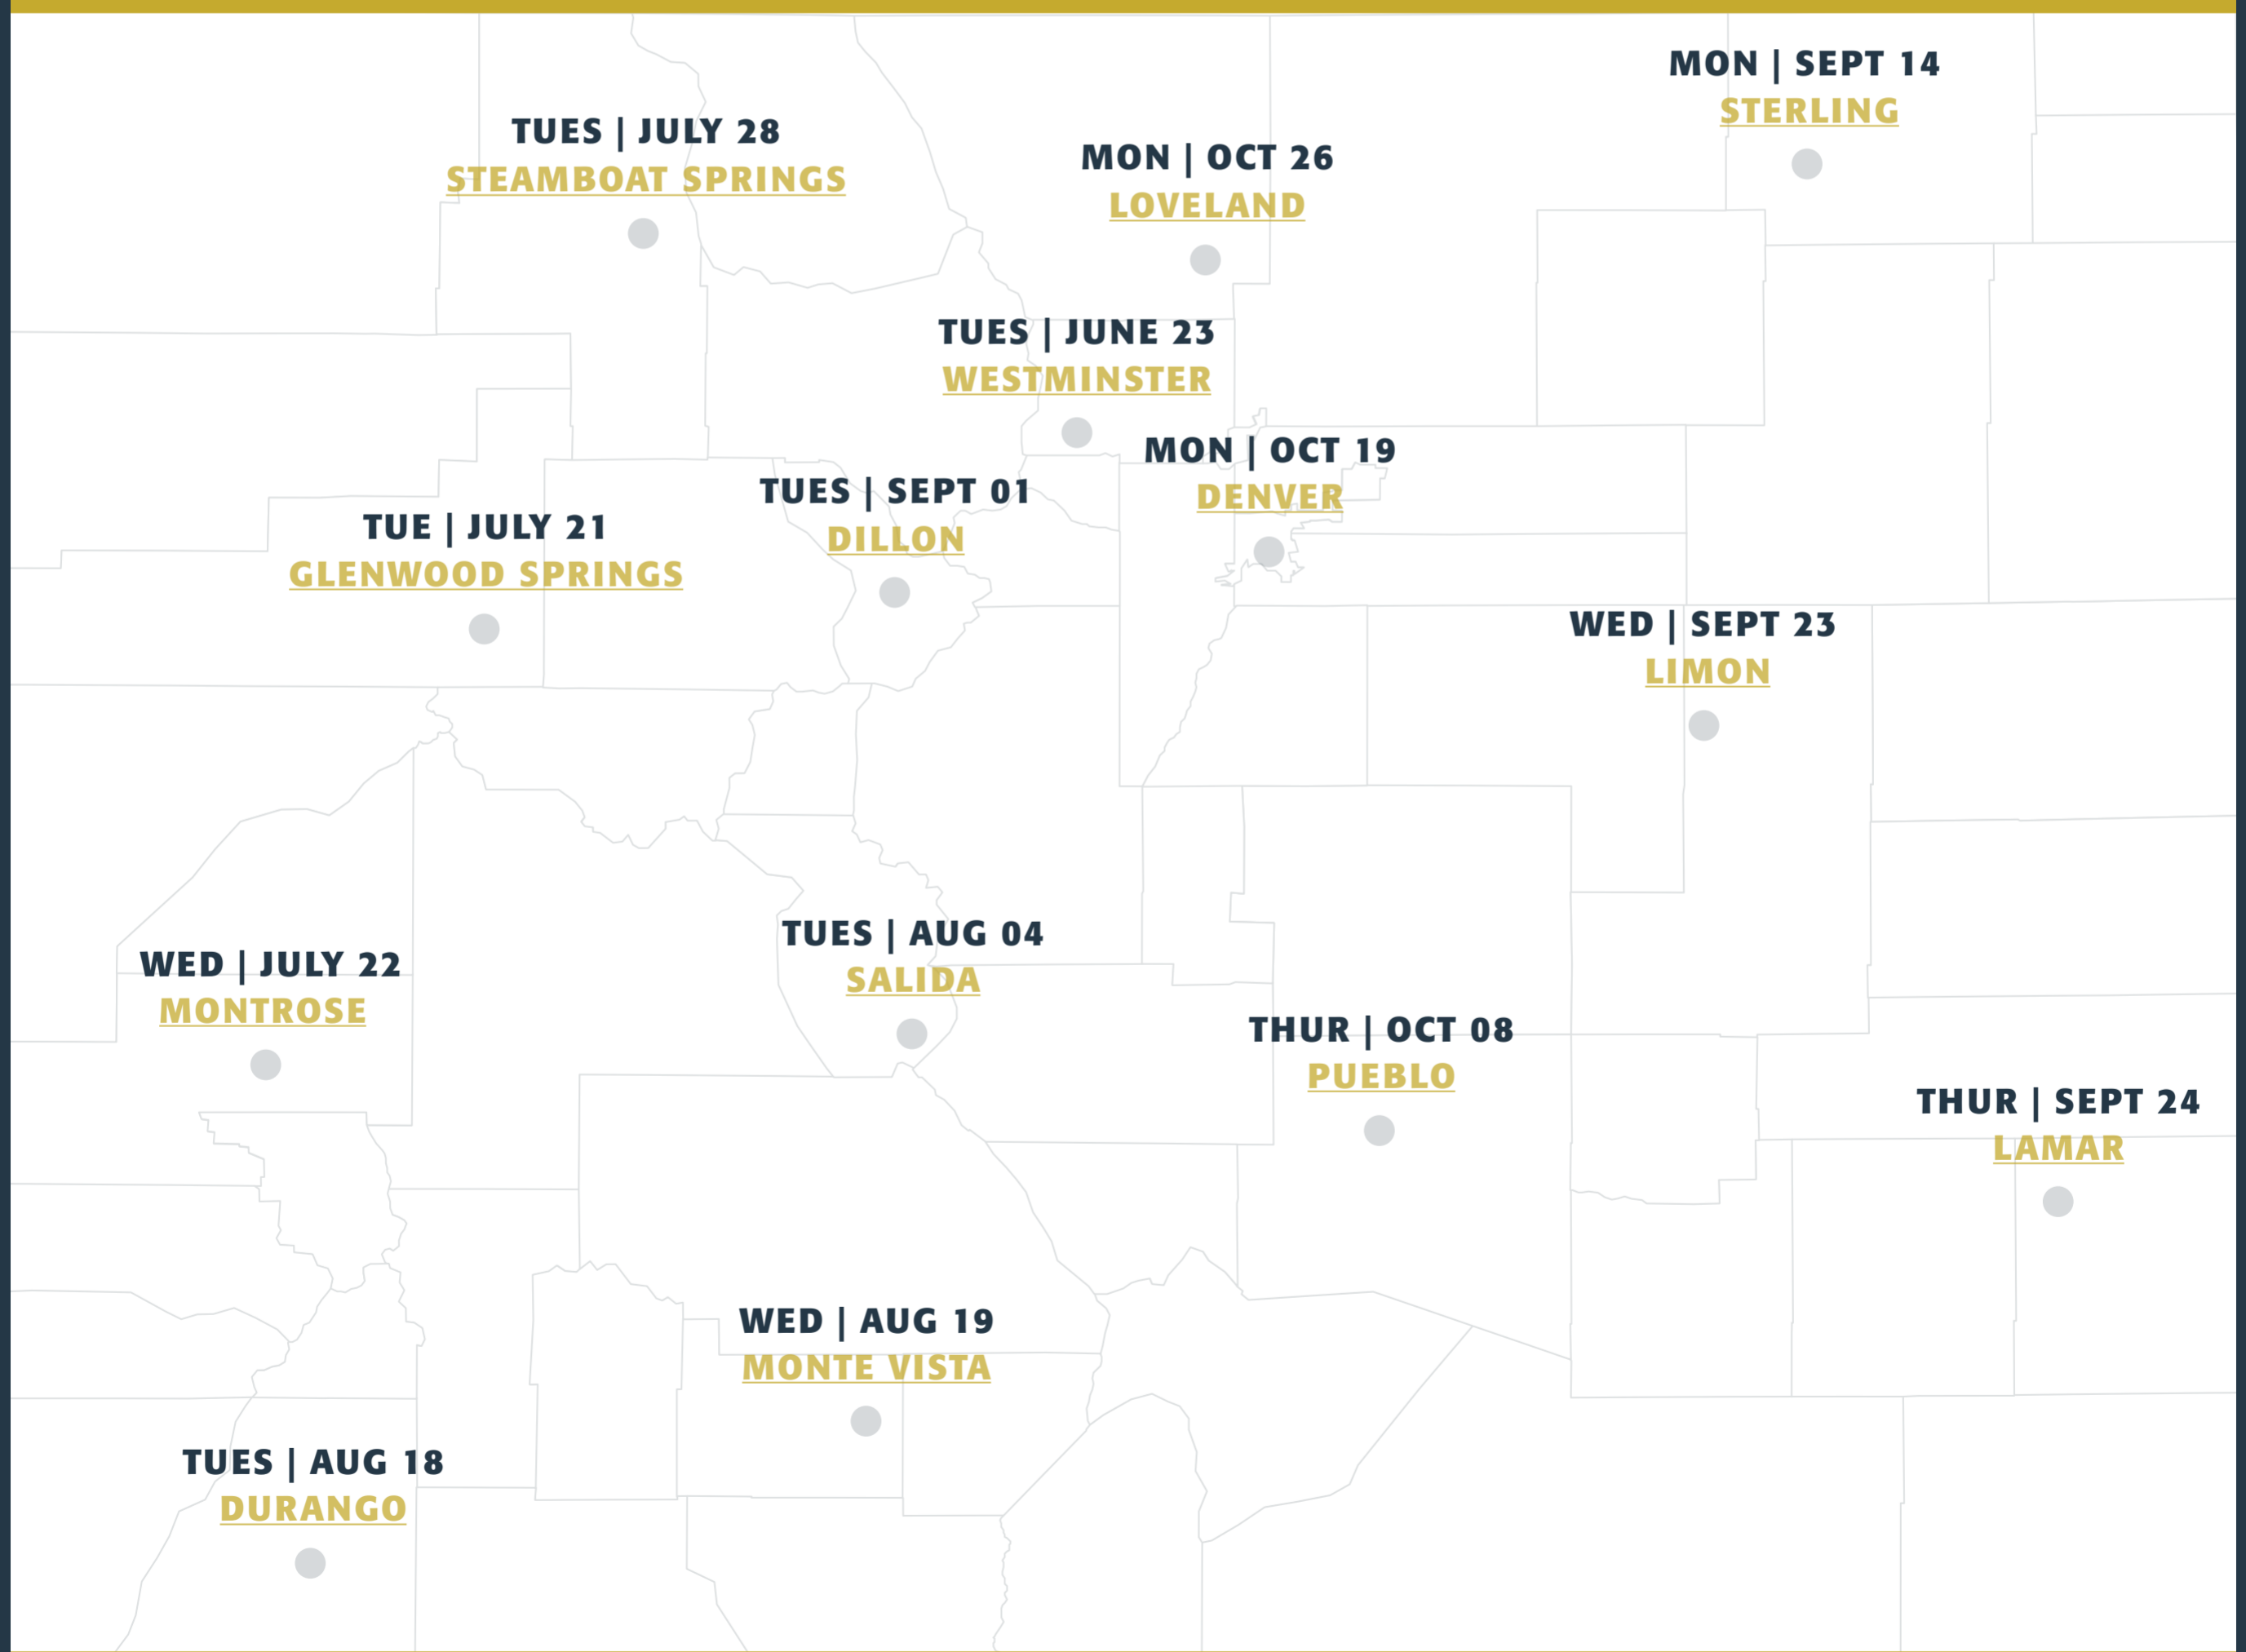 MON | SEPT 14
STERLING
TUES | JULY 28
STEAMBOAT SPRINGS
MON | OCT 26
LOVELAND
TUES | JUNE 23
WESTMINSTER
MON | OCT 19
DENVER
TUES | SEPT 01
DILLON
TUE | JULY 21
GLENWOOD SPRINGS
WED | SEPT 23
LIMON
TUES | AUG 04
SALIDA
WED | JULY 22
MONTROSE
THUR | OCT 08
PUEBLO
THUR | SEPT 24
LAMAR
WED | AUG 19
MONTE VISTA
TUES | AUG 18
DURANGO